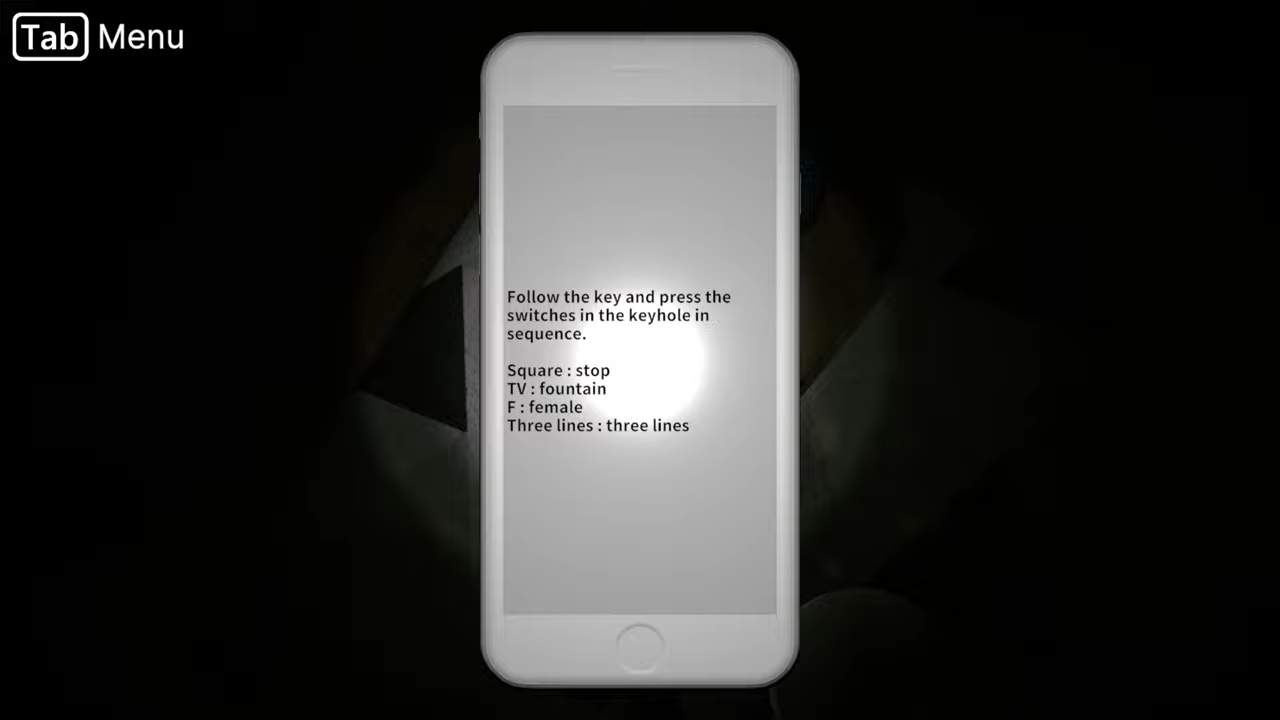 Tab Menu
Follow the key and press the
switches in the keyhole in
sequence.
Square : stop
TV : fountain
F : female
Three lines : three lines